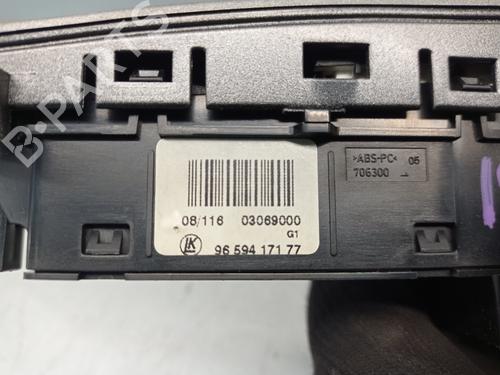 B-PARTS
>ABS-PC< 05
706300
08/116 03069000
G1
LK
96 594 171 77